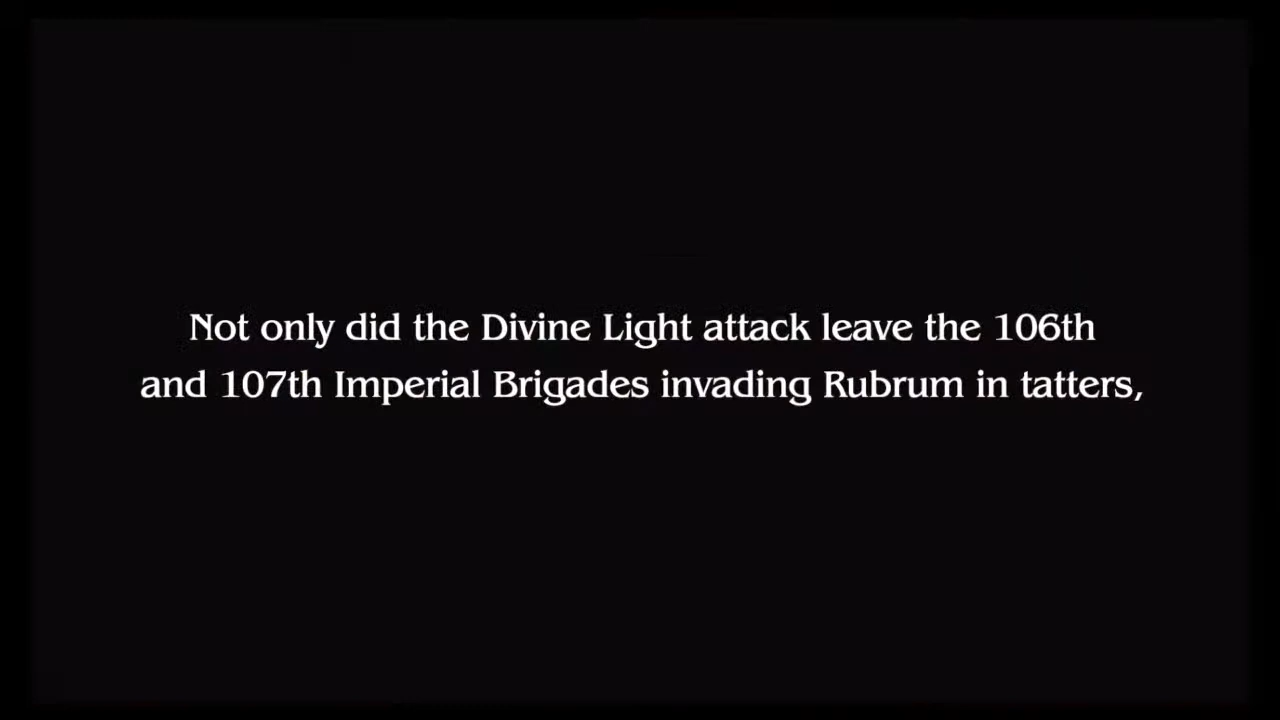 Not only did the Divine Light attack leave the 106th
and 107th Imperial Brigades invading Rubrum in tatters,